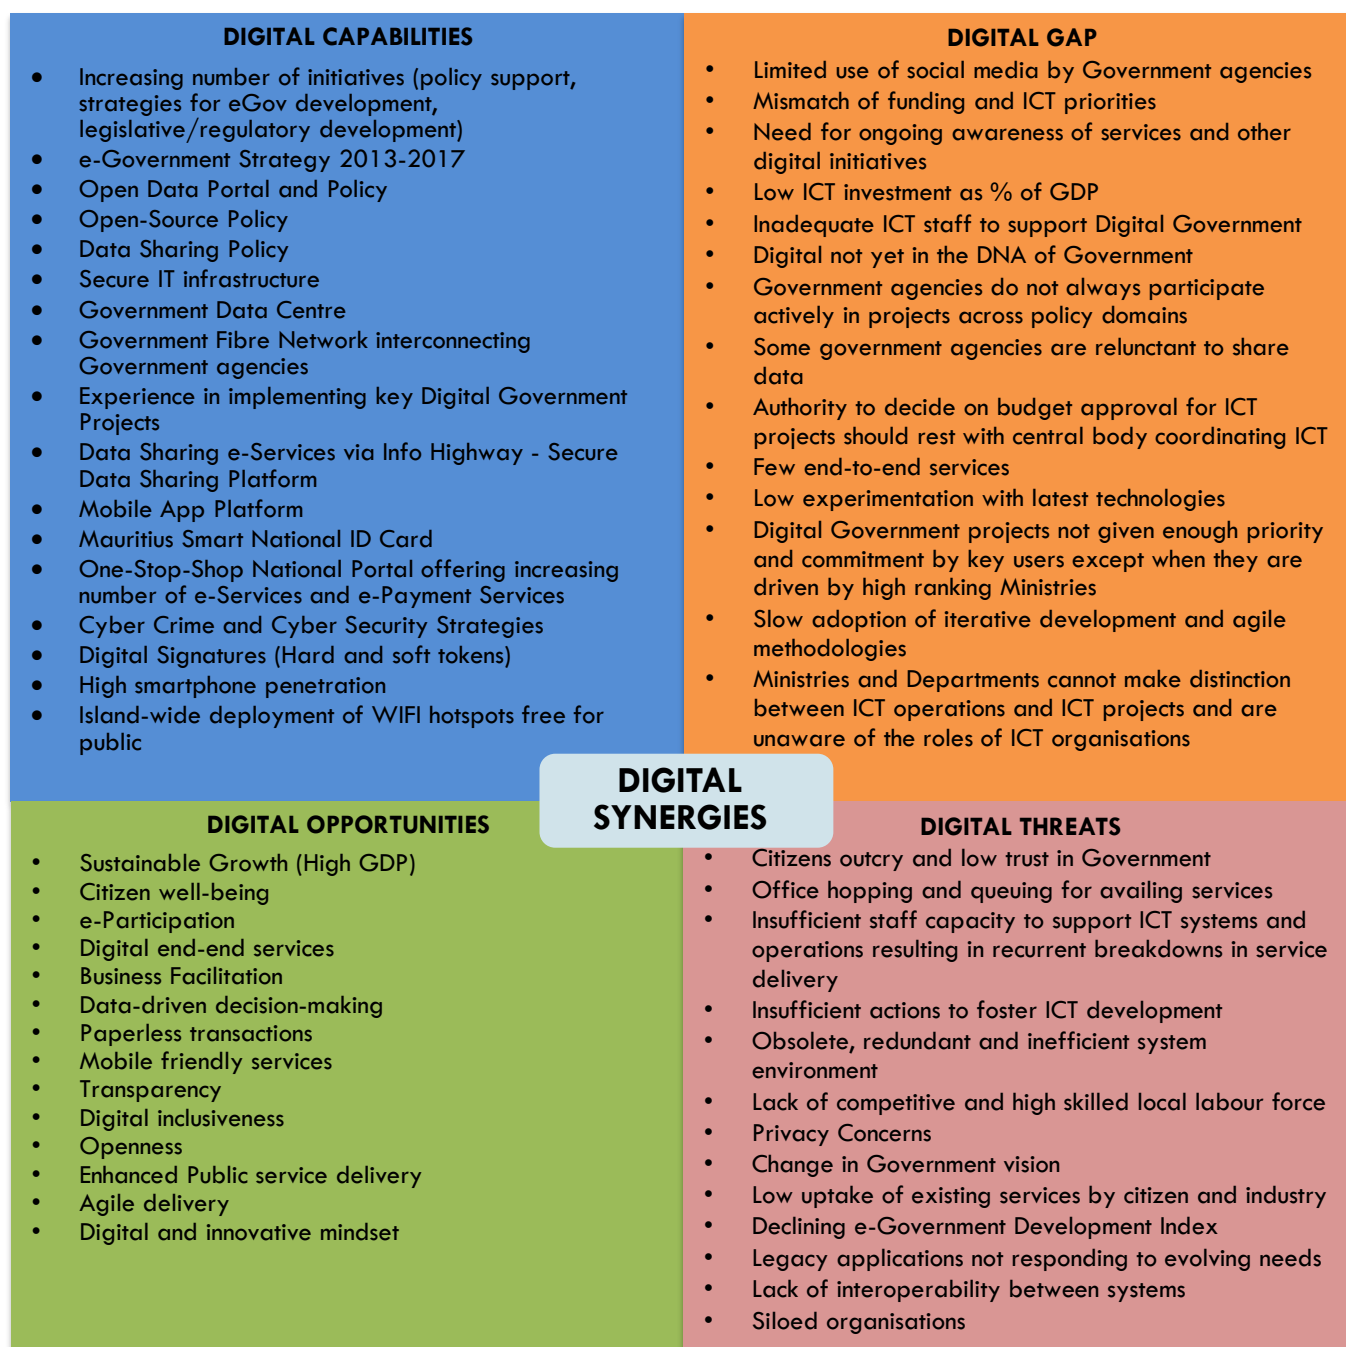 DIGITAL CAPABILITIES
• Increasing number of initiatives (policy support,
strategies for eGov development,
legislative/regulatory development)
• e-Government Strategy 2013-2017
• Open Data Portal and Policy
• Open-Source Policy
• Data Sharing Policy
• Secure IT infrastructure
• Government Data Centre
• Government Fibre Network interconnecting
Government agencies
• Experience in implementing key Digital Government
Projects
• Data Sharing e-Services via Info Highway - Secure
Data Sharing Platform
• Mobile App Platform
• Mauritius Smart National ID Card
• One-Stop-Shop National Portal offering increasing
number of e-Services and e-Payment Services
• Cyber Crime and Cyber Security Strategies
• Digital Signatures (Hard and soft tokens)
• High smartphone penetration
• Island-wide deployment of WIFI hotspots free for
public
DIGITAL GAP
• Limited use of social media by Government agencies
• Mismatch of funding and ICT priorities
• Need for ongoing awareness of services and other
digital initiatives
• Low ICT investment as % of GDP
• Inadequate ICT staff to support Digital Government
• Digital not yet in the DNA of Government
• Government agencies do not always participate
actively in projects across policy domains
• Some government agencies are relunctant to share
data
• Authority to decide on budget approval for ICT
projects should rest with central body coordinating ICT
• Few end-to-end services
• Low experimentation with latest technologies
• Digital Government projects not given enough priority
and commitment by key users except when they are
driven by high ranking Ministries
• Slow adoption of iterative development and agile
methodologies
• Ministries and Departments cannot make distinction
between ICT operations and ICT projects and are
unaware of the roles of ICT organisations
DIGITAL
SYNERGIES
DIGITAL OPPORTUNITIES
• Sustainable Growth (High GDP)
• Citizen well-being
• e-Participation
• Digital end-end services
• Business Facilitation
• Data-driven decision-making
• Paperless transactions
• Mobile friendly services
• Transparency
• Digital inclusiveness
• Openness
• Enhanced Public service delivery
• Agile delivery
• Digital and innovative mindset
DIGITAL THREATS
• Citizens outcry and low trust in Government
• Office hopping and queuing for availing services
• Insufficient staff capacity to support ICT systems and
operations resulting in recurrent breakdowns in service
delivery
• Insufficient actions to foster ICT development
• Obsolete, redundant and inefficient system
environment
• Lack of competitive and high skilled local labour force
• Privacy Concerns
• Change in Government vision
• Low uptake of existing services by citizen and industry
• Declining e-Government Development Index
• Legacy applications not responding to evolving needs
• Lack of interoperability between systems
• Siloed organisations